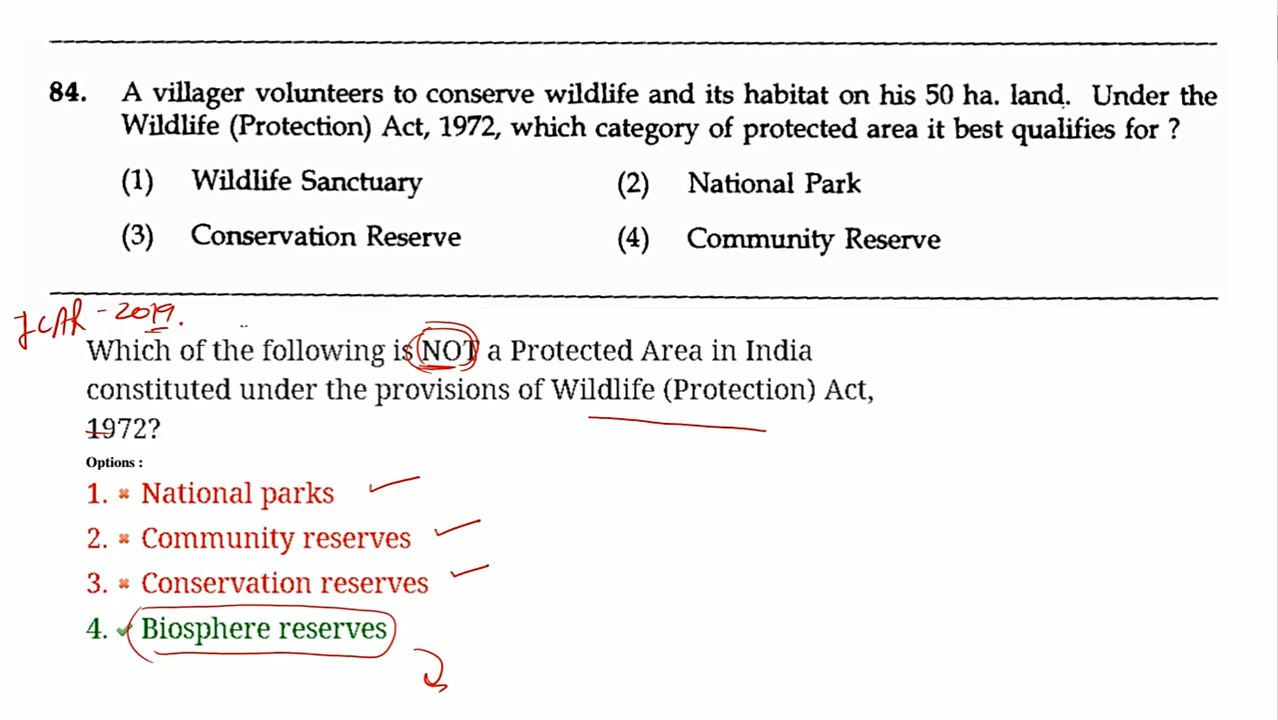 84. A villager volunteers to conserve wildlife and its habitat on his 50 ha. land. Under the
Wildlife (Protection) Act, 1972, which category of protected area it best qualifies for ?
(1) Wildlife Sanctuary (2) National Park
(3) Conservation Reserve (4) Community Reserve
ICAR - 2019.
Which of the following is NOT a Protected Area in India
constituted under the provisions of Wildlife (Protection) Act,
1972?
Options :
1. National parks
2. Community reserves
3. Conservation reserves
4. Biosphere reserves